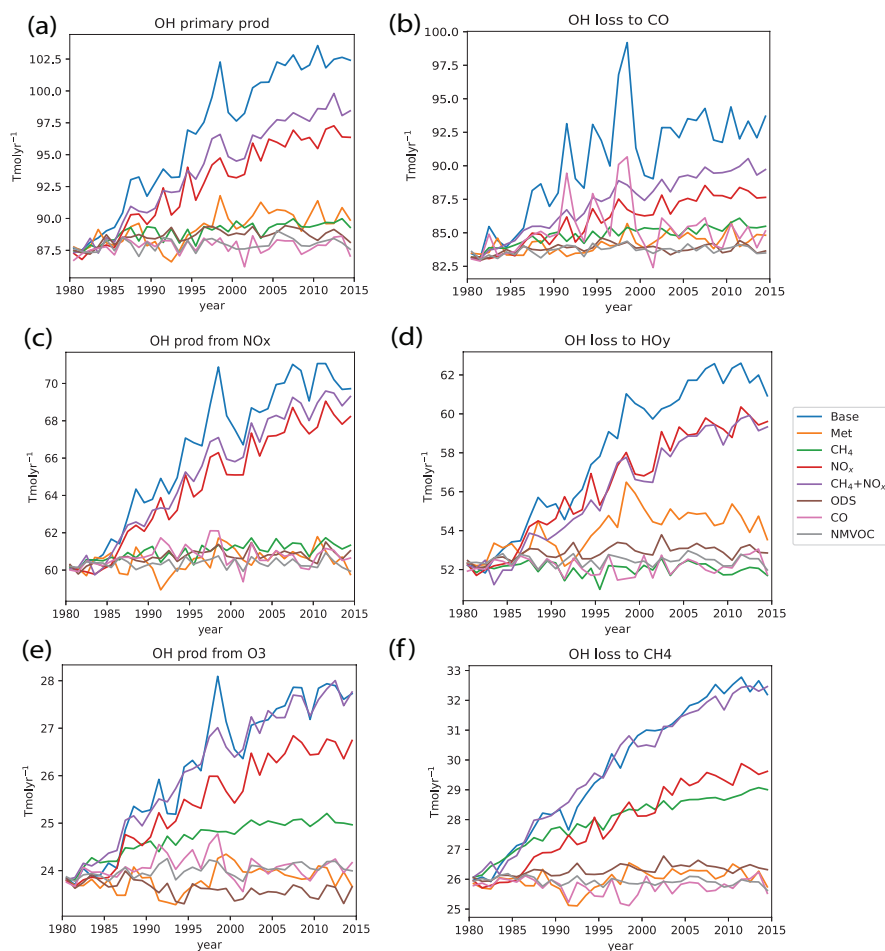 (a)
OH primary prod
102.5
100.0
97.5
95.0
92.5
90.0
87.5
Tmolyr⁻¹
1980 1985 1990 1995 2000 2005 2010 2015
year
(b)
OH loss to CO
100.0
97.5
95.0
92.5
90.0
87.5
85.0
82.5
Tmolyr⁻¹
1980 1985 1990 1995 2000 2005 2010 2015
year
(c)
OH prod from NOx
70
68
66
64
62
60
Tmolyr⁻¹
1980 1985 1990 1995 2000 2005 2010 2015
year
(d)
OH loss to HOy
62
60
58
56
54
52
Tmolyr⁻¹
1980 1985 1990 1995 2000 2005 2010 2015
year
Base
Met
CH₄
NOₓ
CH₄+NOₓ
ODS
CO
NMVOC
(e)
OH prod from O3
28
27
26
25
24
Tmolyr⁻¹
1980 1985 1990 1995 2000 2005 2010 2015
year
(f)
OH loss to CH4
33
32
31
30
29
28
27
26
25
Tmolyr⁻¹
1980 1985 1990 1995 2000 2005 2010 2015
year